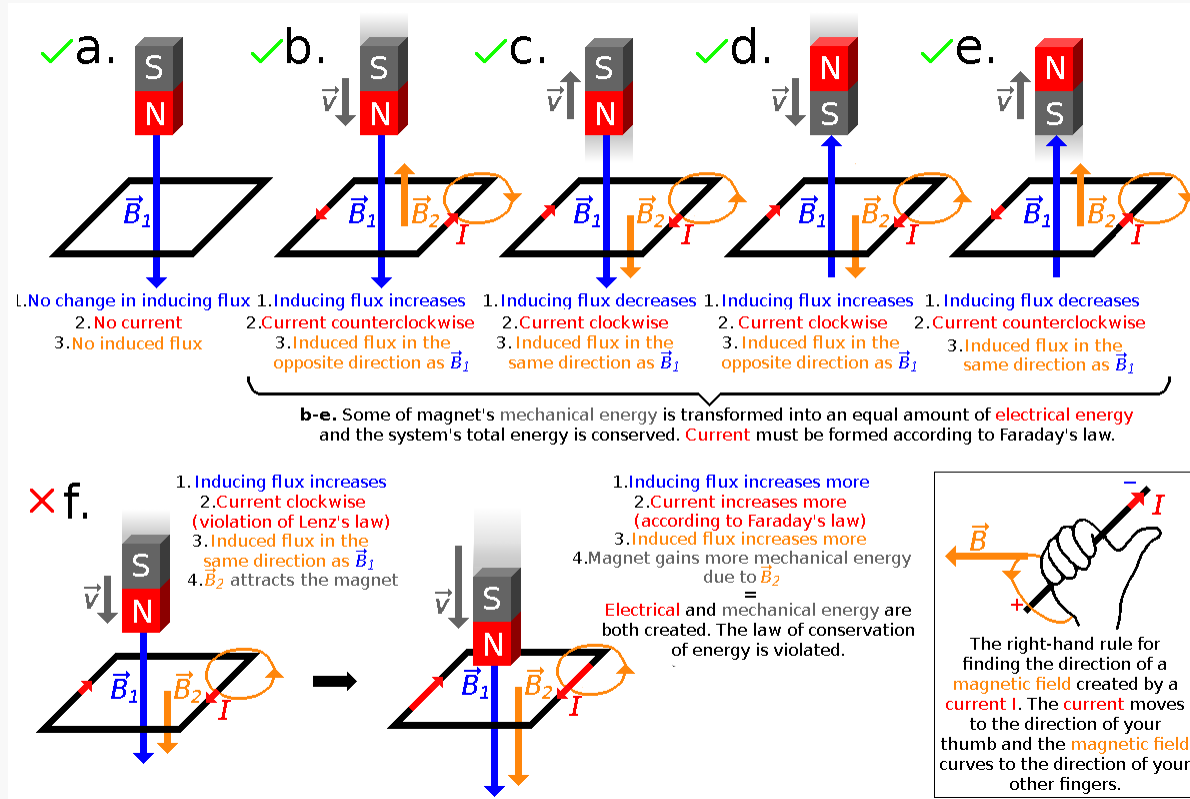 a.
b.
c.
d.
e.
S
N
S
N
v
S
N
v
N
S
v
N
S
v
B1
B1
B2
I
B1
B2
I
B1
B2
I
B1
B2
I
1.No change in inducing flux
2.No current
3.No induced flux
1.Inducing flux increases
2.Current counterclockwise
3.Induced flux in the
opposite direction as B1
1.Inducing flux decreases
2.Current clockwise
3.Induced flux in the
same direction as B1
1.Inducing flux increases
2. Current clockwise
3.Induced flux in the
opposite direction as B1
1. Inducing flux decreases
2.Current counterclockwise
3.Induced flux in the
same direction as B1
b-e. Some of magnet's mechanical energy is transformed into an equal amount of electrical energy
and the system's total energy is conserved. Current must be formed according to Faraday's law.
f.
1. Inducing flux increases
2.Current clockwise
(violation of Lenz's law)
3.Induced flux in the
same direction as B1
4.B2 attracts the magnet
S
N
v
B1
B2
I
1.Inducing flux increases more
2.Current increases more
(according to Faraday's law)
3.Induced flux increases more
4.Magnet gains more mechanical energy
due to B2
=
Electrical and mechanical energy are
both created. The law of conservation
of energy is violated.
S
N
v
B1
B2
I
B
I
−
+
The right-hand rule for
finding the direction of a
magnetic field created by a
current I. The current moves
to the direction of your
thumb and the magnetic field
curves to the direction of your
other fingers.